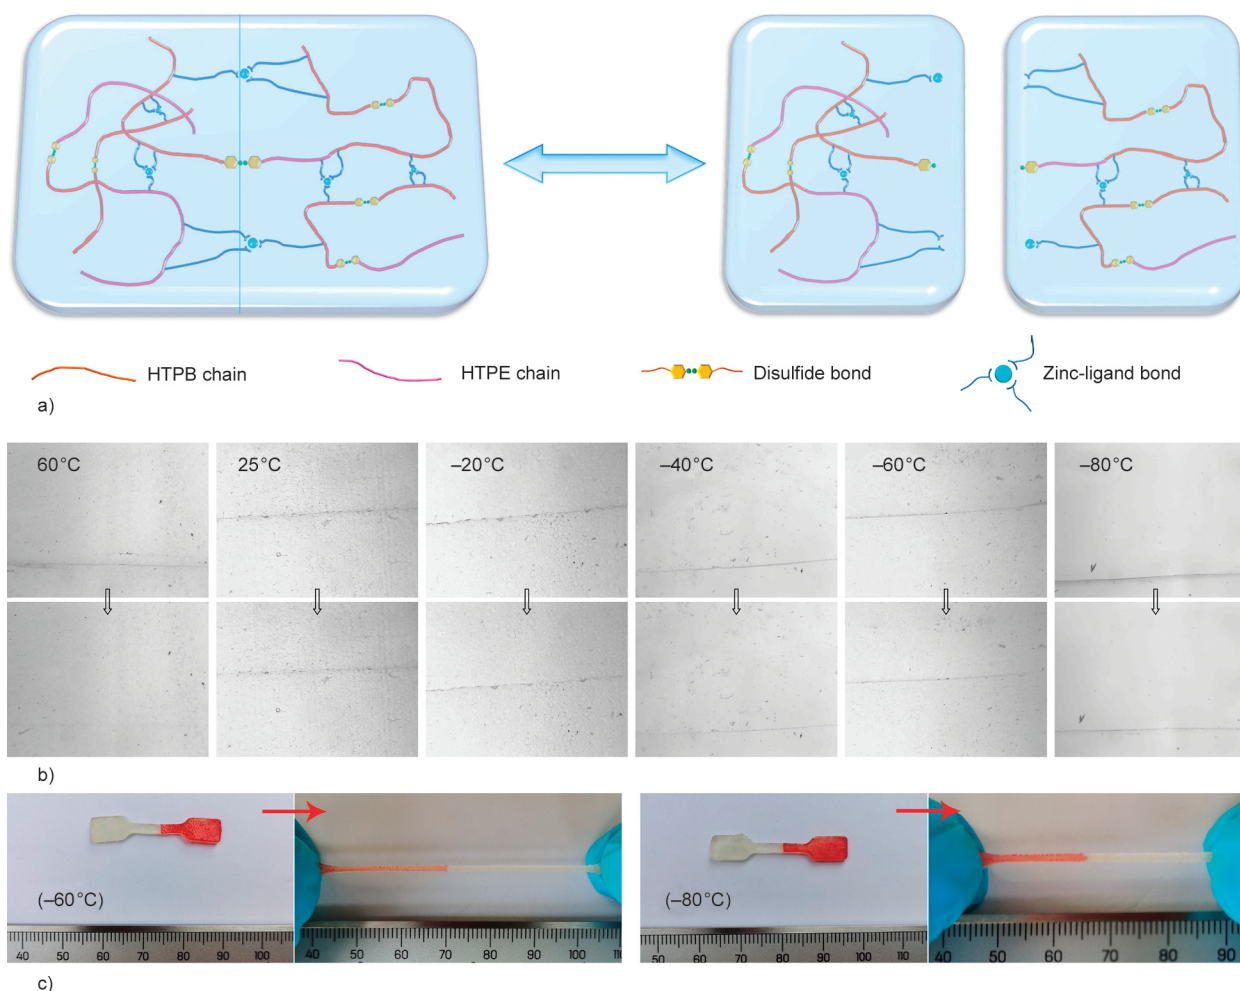 HTPB chain
HTPE chain
Disulfide bond
Zinc-ligand bond
a)
60°C
25°C
–20°C
–40°C
–60°C
–80°C
b)
(–60°C)
(–80°C)
40 50 60 70 80 90 100
40 50 60 70 80 90 100
50 60 70 80 90 100 110
40 50 60 70 80 90
c)